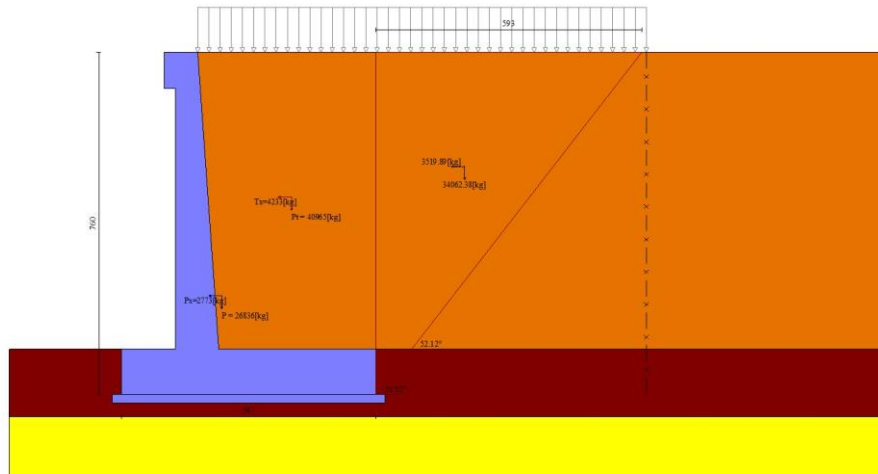 593
3519.89[kg]
34062.38[kg]
Ts=4233[kg]
Pt = 40965[kg]
760
Ps=2773[kg]
P = 26836[kg]
52.12°